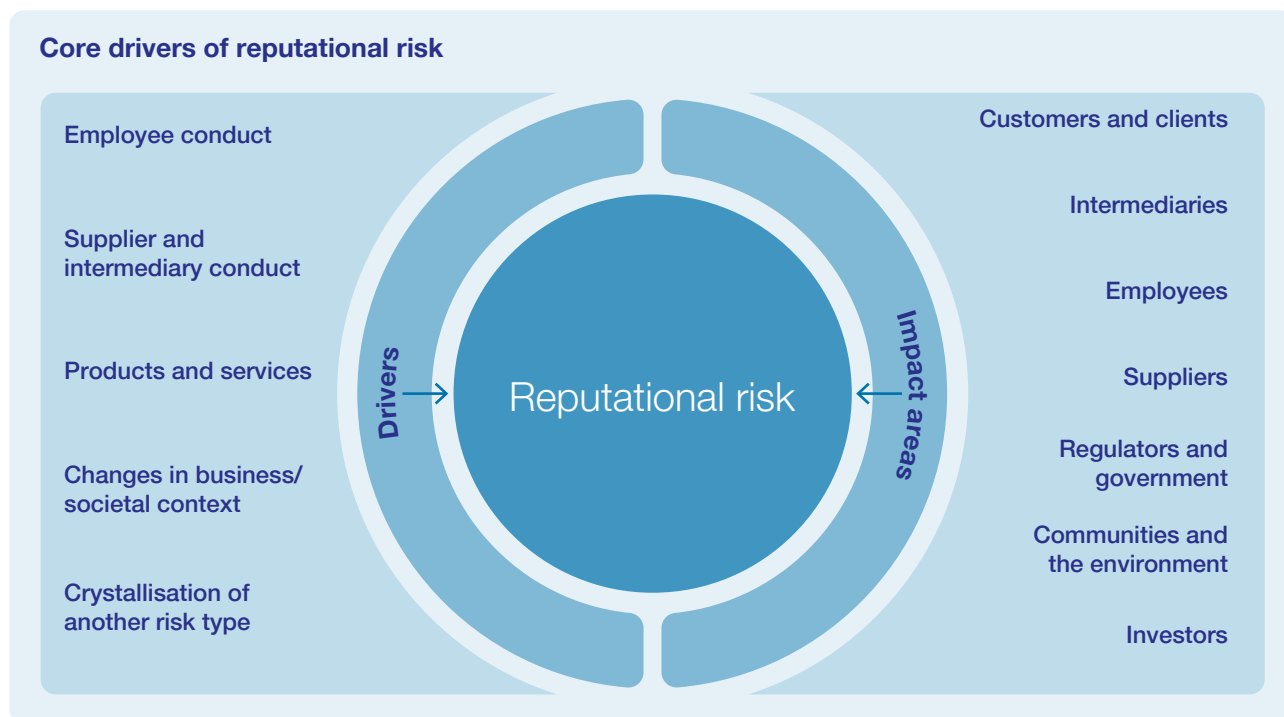 Core drivers of reputational risk
Employee conduct
Supplier and
intermediary conduct
Products and services
Changes in business/
societal context
Crystallisation of
another risk type
Drivers
Reputational risk
Impact areas
Customers and clients
Intermediaries
Employees
Suppliers
Regulators and
government
Communities and
the environment
Investors